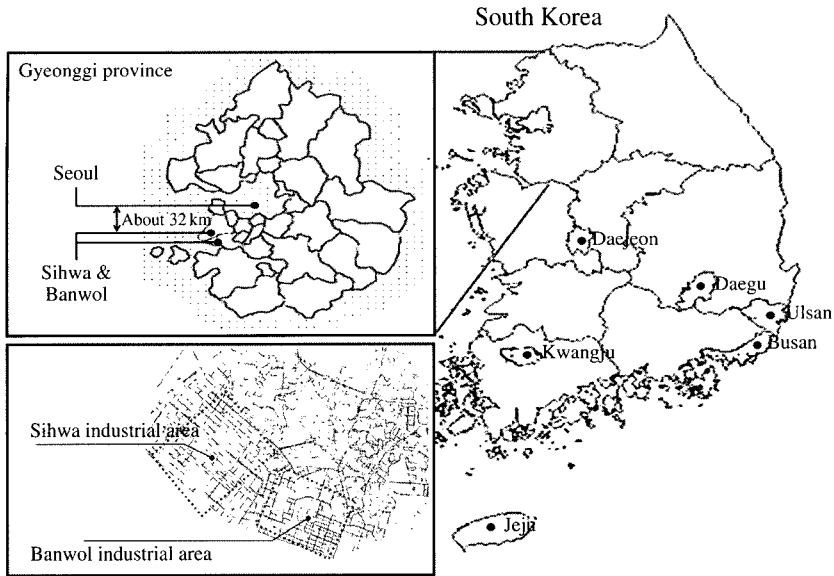 South Korea
Gyeonggi province
Seoul
About 32 km
Sihwa &
Banwol
Daejeon
Daegu
Ulsan
Busan
Kwangju
Sihwa industrial area
Banwol industrial area
Jeju